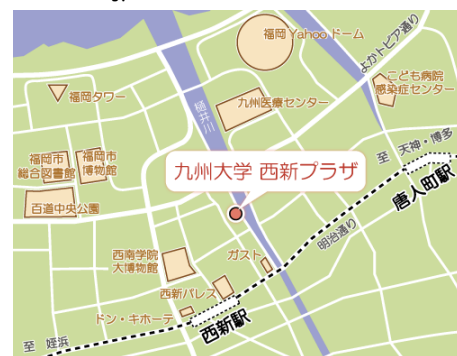 福岡 Yahoo ドーム
よかトピア通り
こども病院
感染症センター
福岡タワー
九州医療センター
樋井川
至 天神・博多
福岡市
総合図書館
福岡市
博物館
九州大学 西新プラザ
唐人町駅
百道中央公園
明治通り
西南学院
大博物館
ガスト
西新パレス
ドン・キホーテ
西新駅
至 姪浜